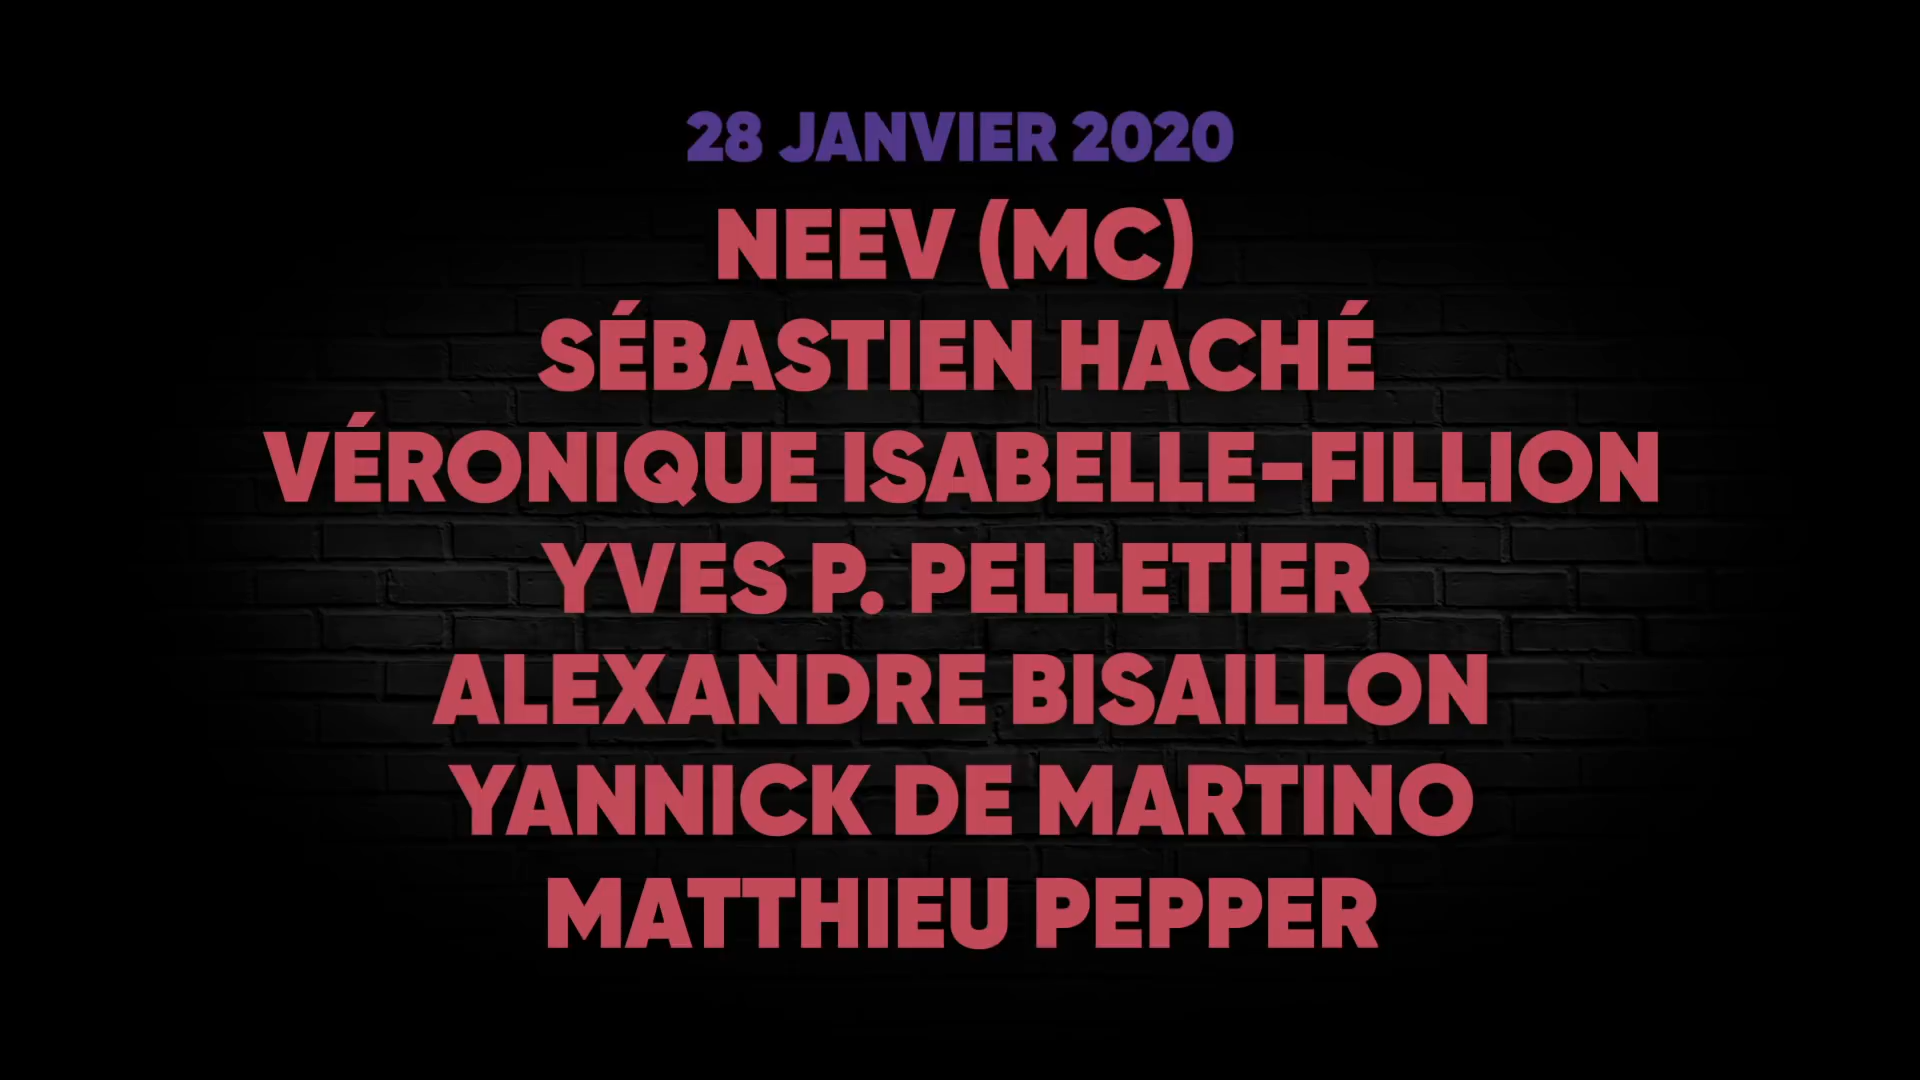 28 JANVIER 2020
NEEV (MC)
SÉBASTIEN HACHÉ
VÉRONIQUE ISABELLE-FILLION
YVES P. PELLETIER
ALEXANDRE BISAILLON
YANNICK DE MARTINO
MATTHIEU PEPPER